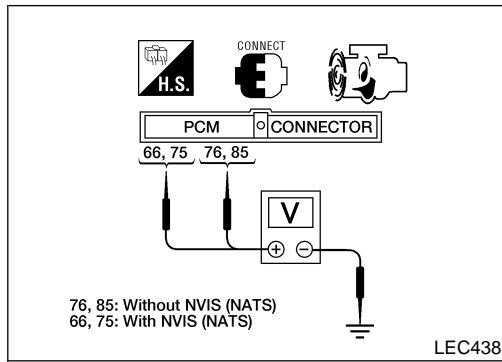 CONNECT
H.S.
PCM CONNECTOR
66, 75 76, 85
V
+ −
76, 85: Without NVIS (NATS)
66, 75: With NVIS (NATS)
LEC438